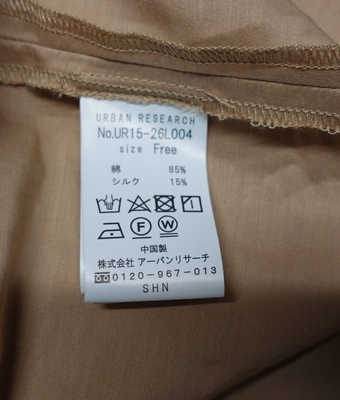 URBAN RESEARCH
No.UR15-26L004
size Free
綿 85%
シルク 15%
P W
中国製
株式会社 アーバンリサーチ
0120-967-013
SHN